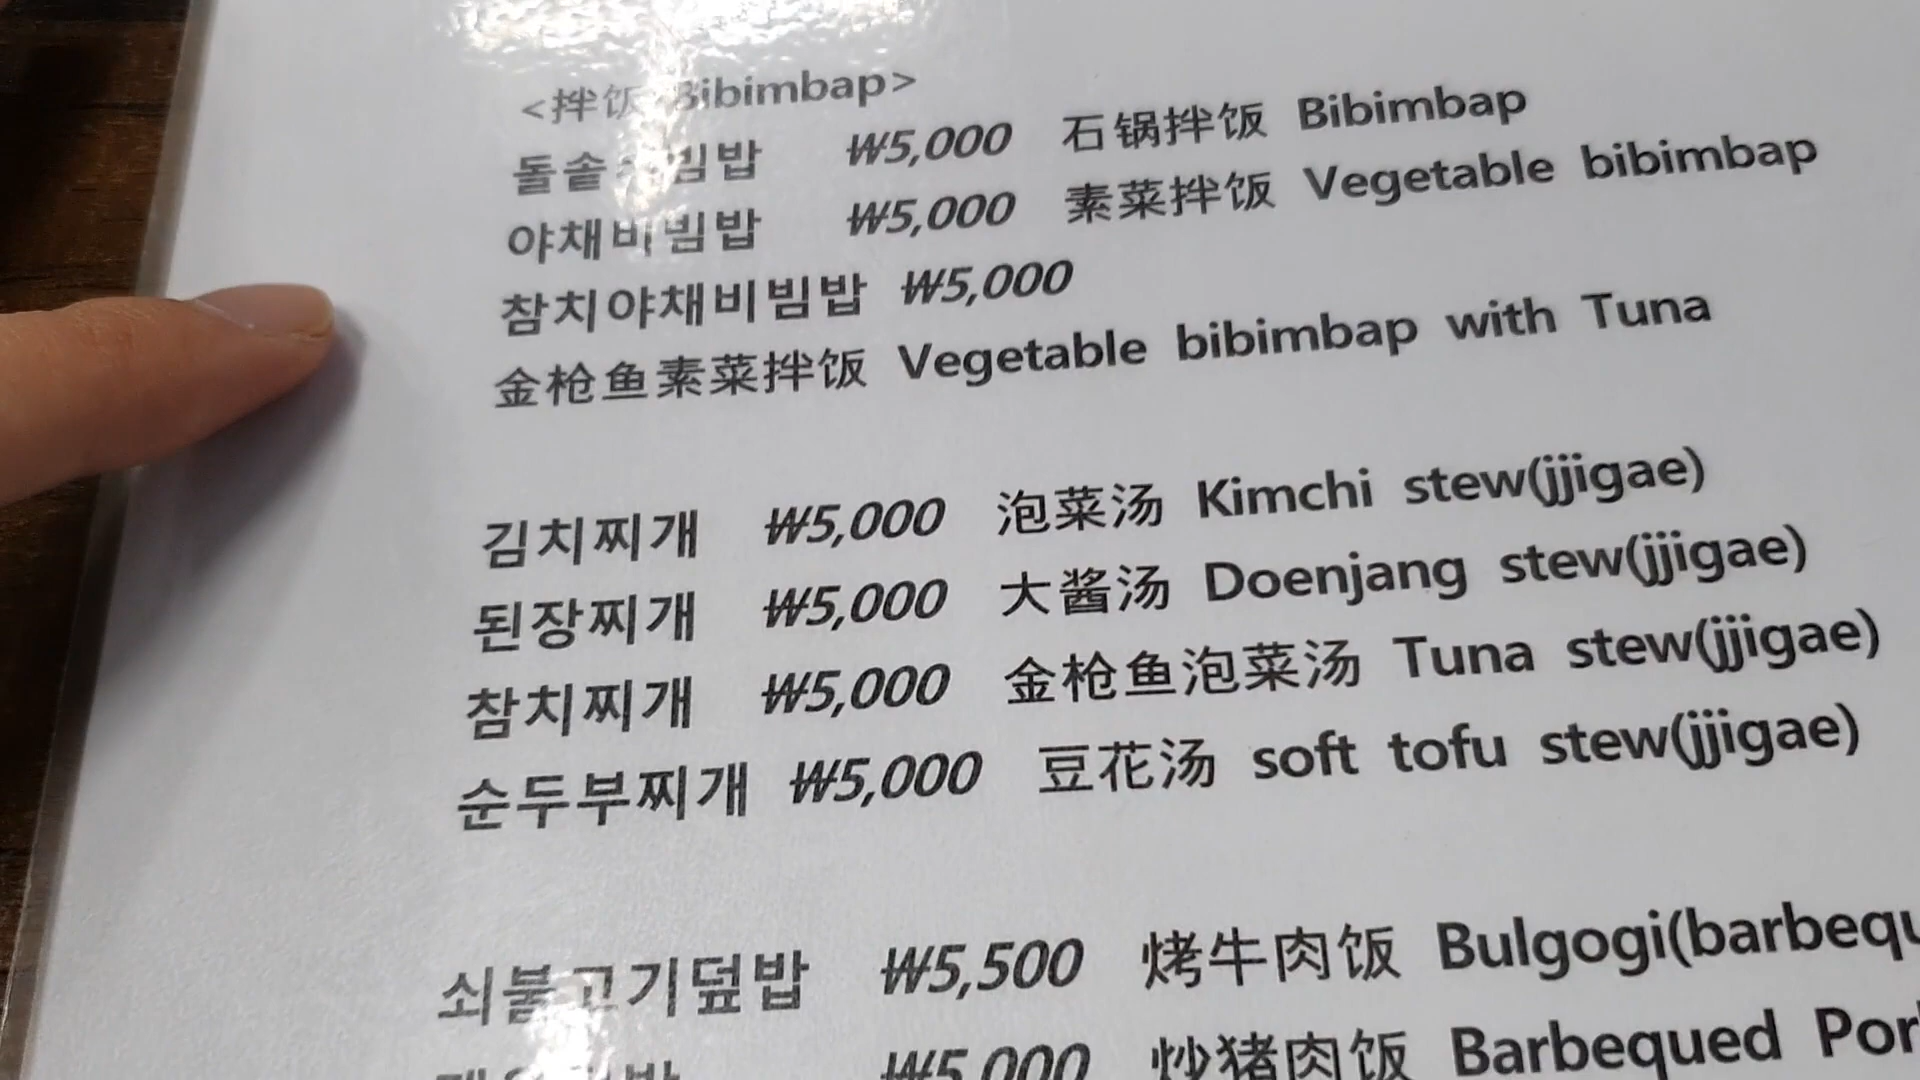 <拌饭 Bibimbap>
돌솥비빔밥 ₩5,000 石锅拌饭 Bibimbap
야채비빔밥 ₩5,000 素菜拌饭 Vegetable bibimbap
참치야채비빔밥 ₩5,000
金枪鱼素菜拌饭 Vegetable bibimbap with Tuna
김치찌개 ₩5,000 泡菜汤 Kimchi stew(jjigae)
된장찌개 ₩5,000 大酱汤 Doenjang stew(jjigae)
참치찌개 ₩5,000 金枪鱼泡菜汤 Tuna stew(jjigae)
순두부찌개 ₩5,000 豆花汤 soft tofu stew(jjigae)
쇠불고기덮밥 ₩5,500 烤牛肉饭 Bulgogi(barbequ
₩5,000 炒猪肉饭 Barbequed Por